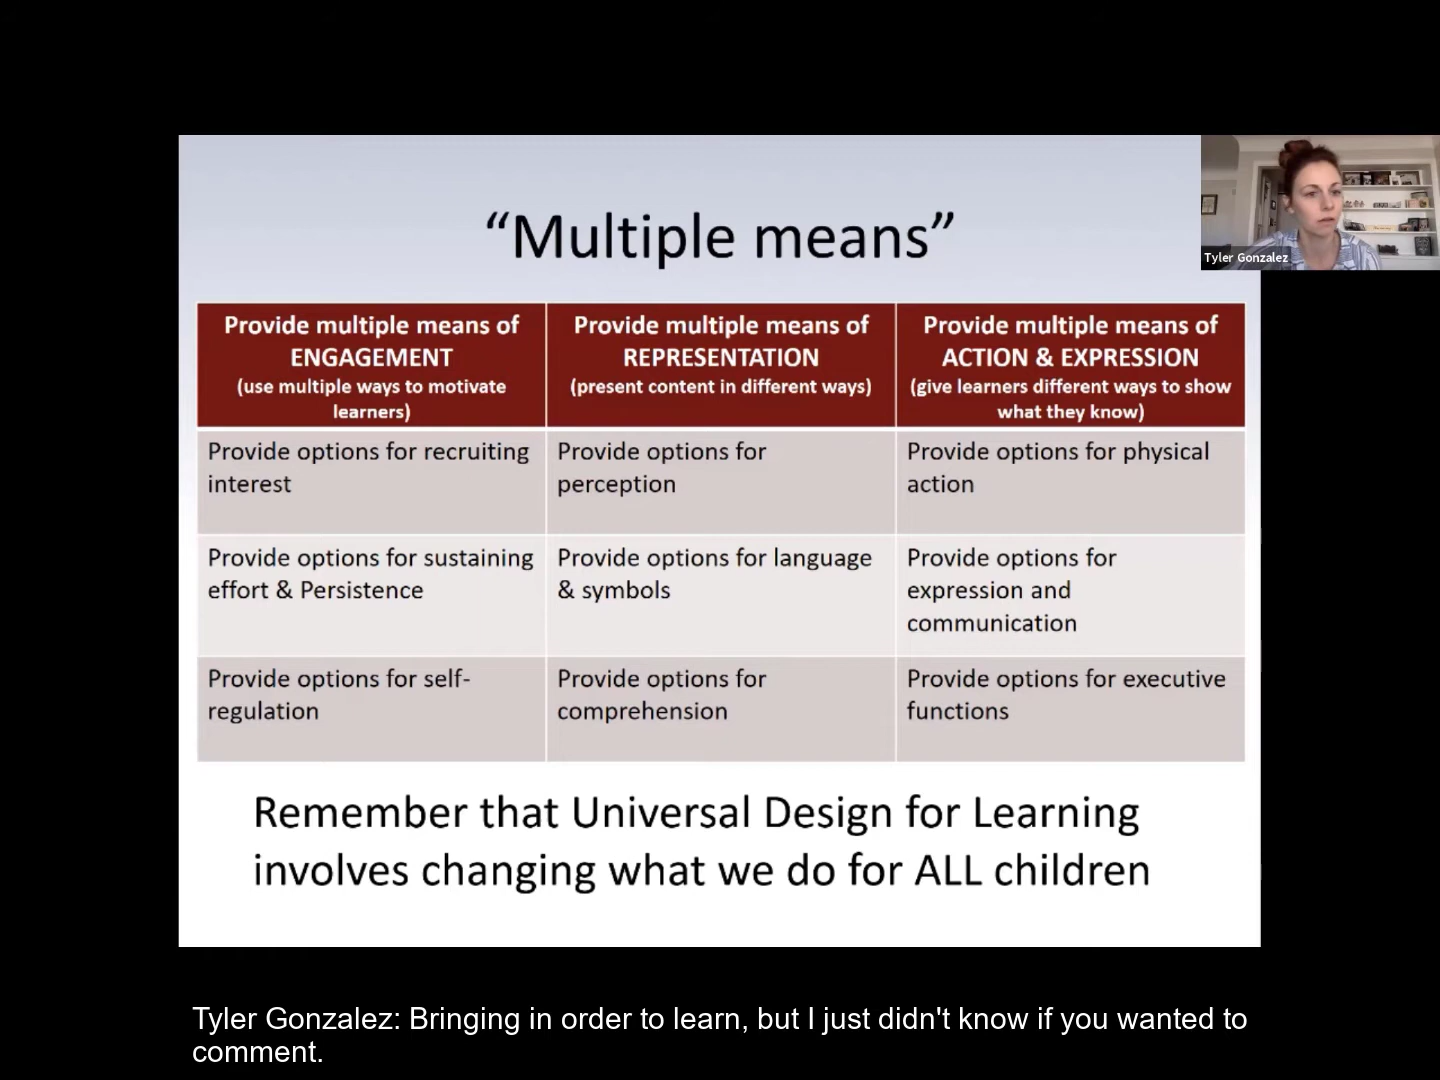 “Multiple means”
Tyler Gonzalez
Provide multiple means of
ENGAGEMENT
(use multiple ways to motivate
learners)
Provide multiple means of
REPRESENTATION
(present content in different ways)
Provide multiple means of
ACTION & EXPRESSION
(give learners different ways to show
what they know)
Provide options for recruiting
interest
Provide options for
perception
Provide options for physical
action
Provide options for sustaining
effort & Persistence
Provide options for language
& symbols
Provide options for
expression and
communication
Provide options for self-
regulation
Provide options for
comprehension
Provide options for executive
functions
Remember that Universal Design for Learning
involves changing what we do for ALL children
Tyler Gonzalez: Bringing in order to learn, but I just didn't know if you wanted to
comment.